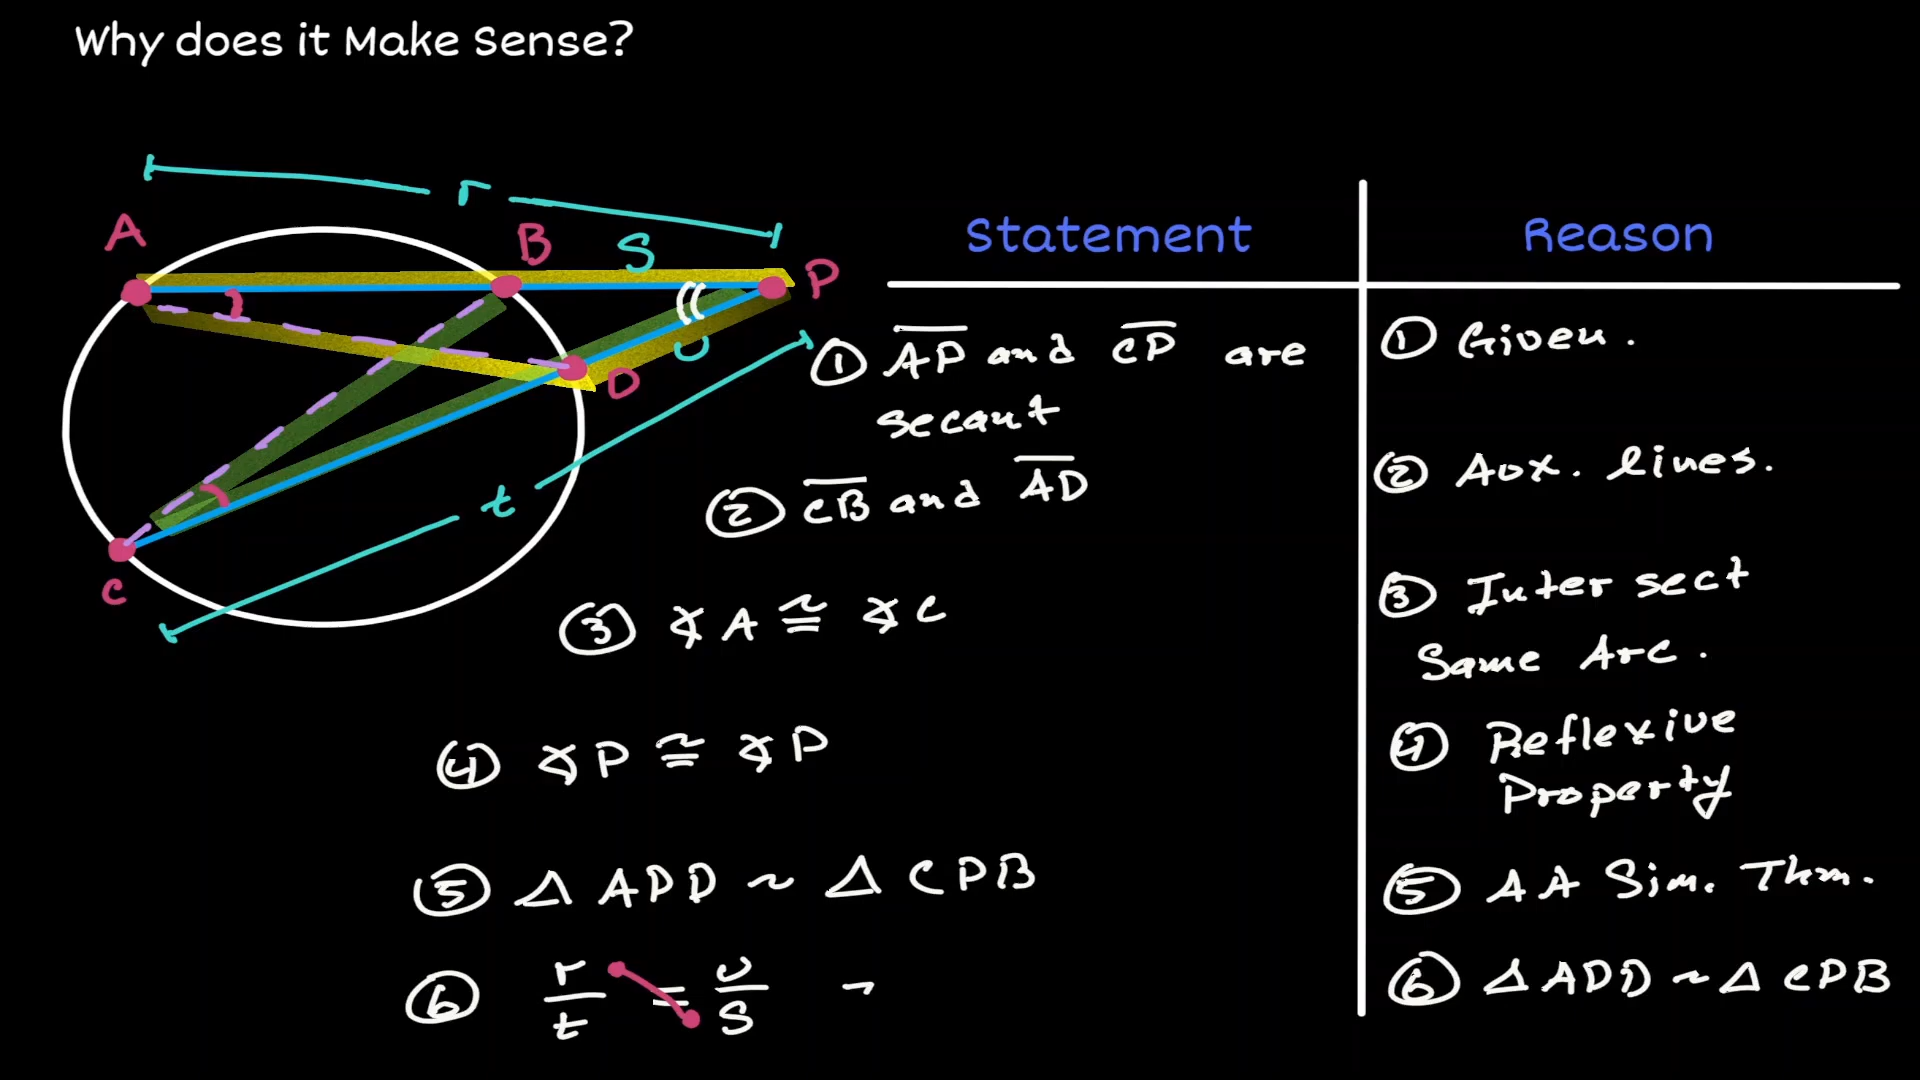 Why does it Make Sense?
r
A
B
S
P
Statement
Reason
① AP and CP are
secant
① Given.
U
D
② CB and AD
② Aux. lines.
t
C
③ ∡A ≅ ∡C
③ Inter sect
Same Arc.
④ ∡P ≅ ∡P
④ Reflexive
Property
⑤ △ APD ~ △ CPB
⑤ AA Sim. Thm.
⑥ r/t = U/S
⑥ △ APD ~ △ CPB